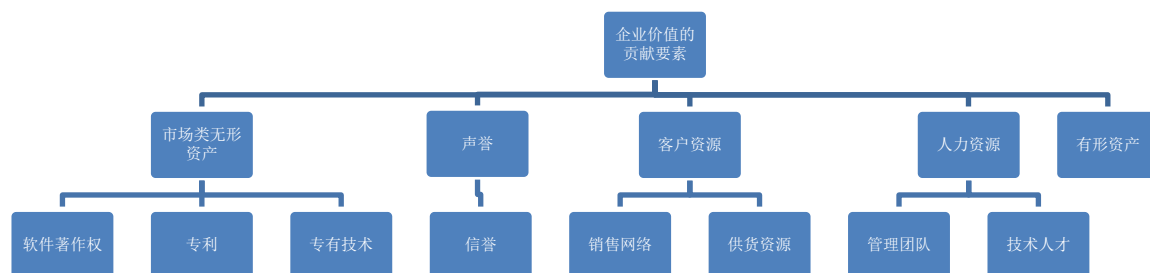 企业价值的
贡献要素
市场类无形
资产
声誉
客户资源
人力资源
有形资产
软件著作权
专利
专有技术
信誉
销售网络
供货资源
管理团队
技术人才